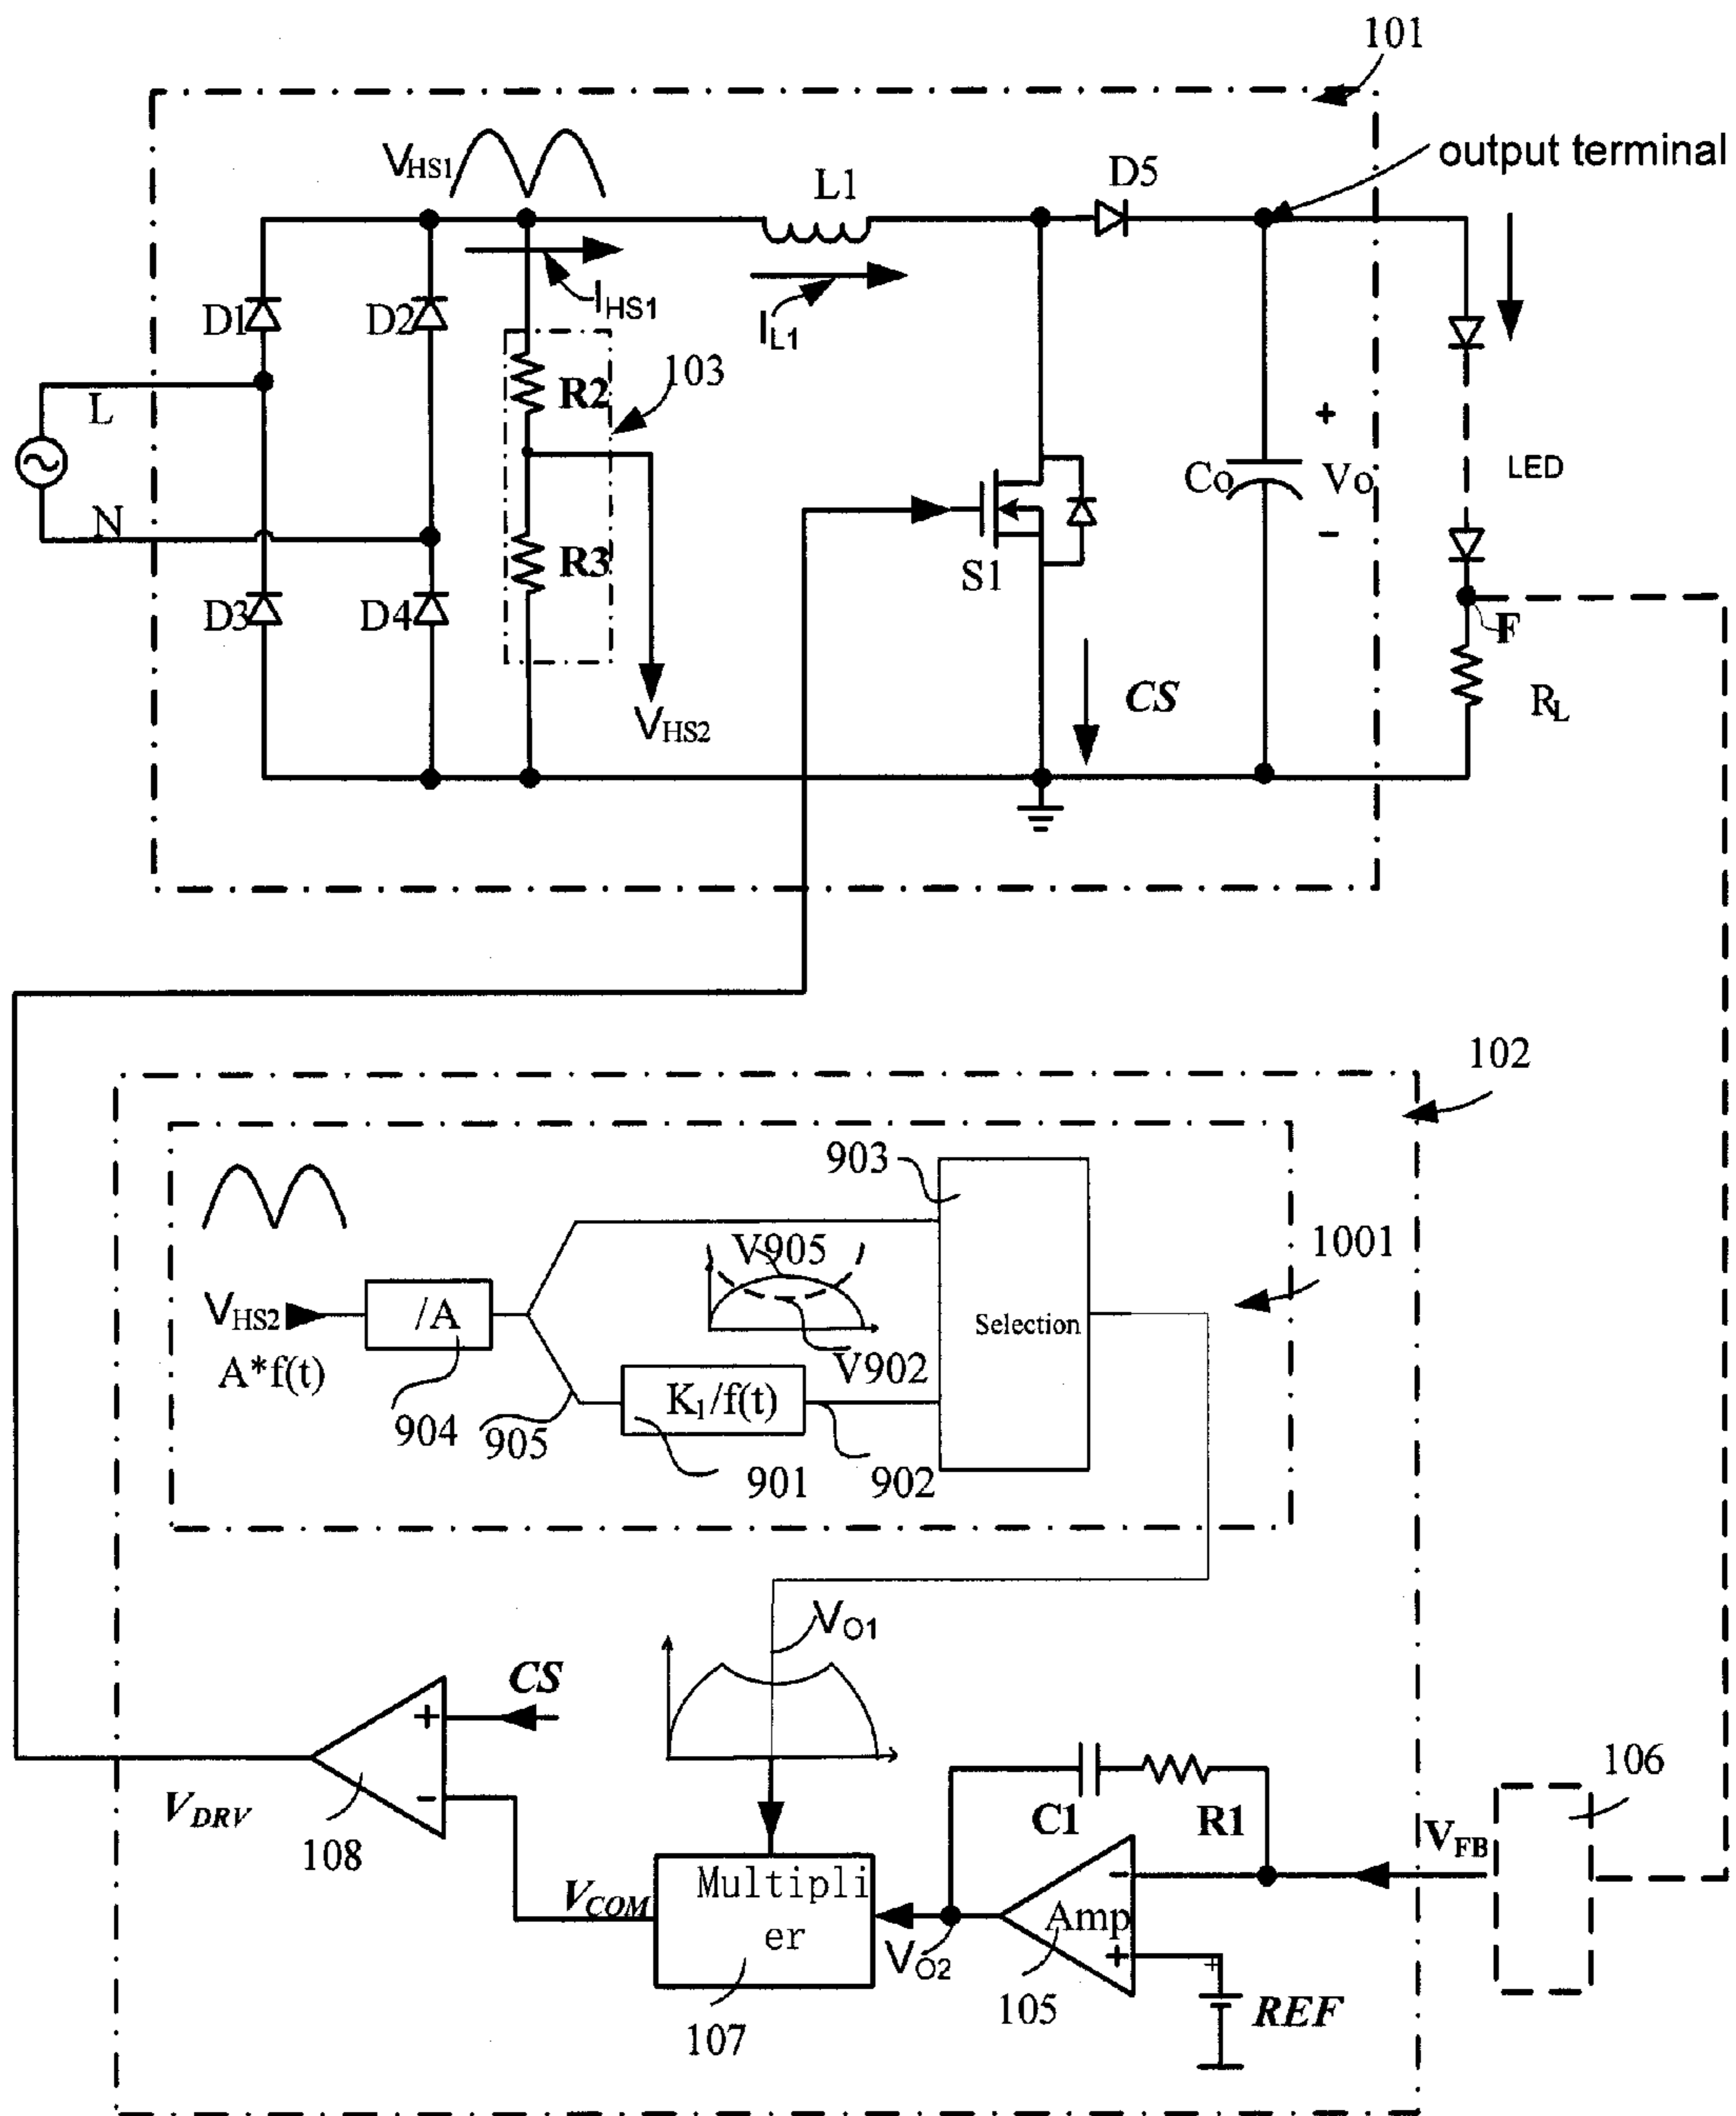 101
output terminal
V_HS1
L1
D5
I_HS1
I_L1
D1
D2
R2
103
L
N
R3
D3
D4
V_HS2
S1
CS
Co
+
Vo
-
LED
F
R_L
102
903
1001
V905
Selection
V_HS2
/A
A*f(t)
V902
K_1/f(t)
904
905
901
902
V_O1
CS
+
-
V_DRV
108
106
C1
R1
V_FB
-
Multipli
er
V_COM
Amp
V_O2
+
+
105
REF
107